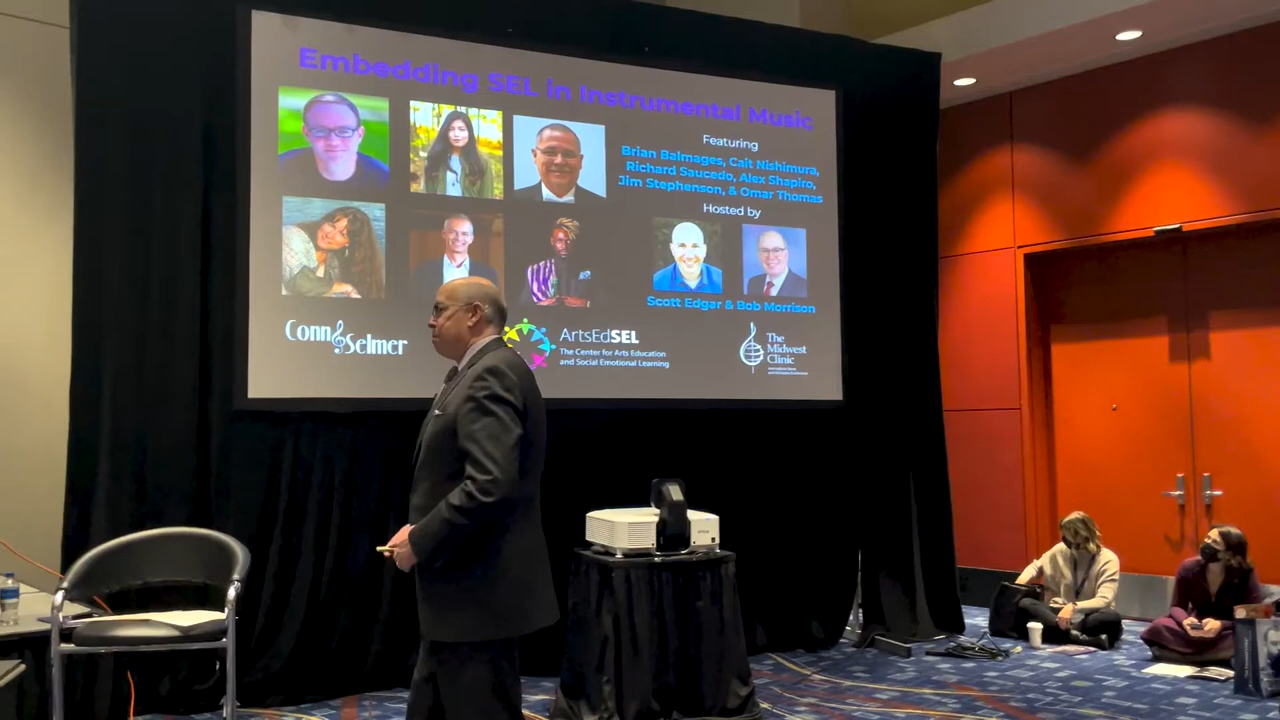 Embedding SEL in Instrumental Music
Featuring
Brian Balmages, Cait Nishimura,
Richard Saucedo, Alex Shapiro,
Jim Stephenson, & Omar Thomas
Hosted by
Scott Edgar & Bob Morrison
Conn Selmer
ArtsEdSEL
The Center for Arts Education
and Social Emotional Learning
The
Midwest
Clinic